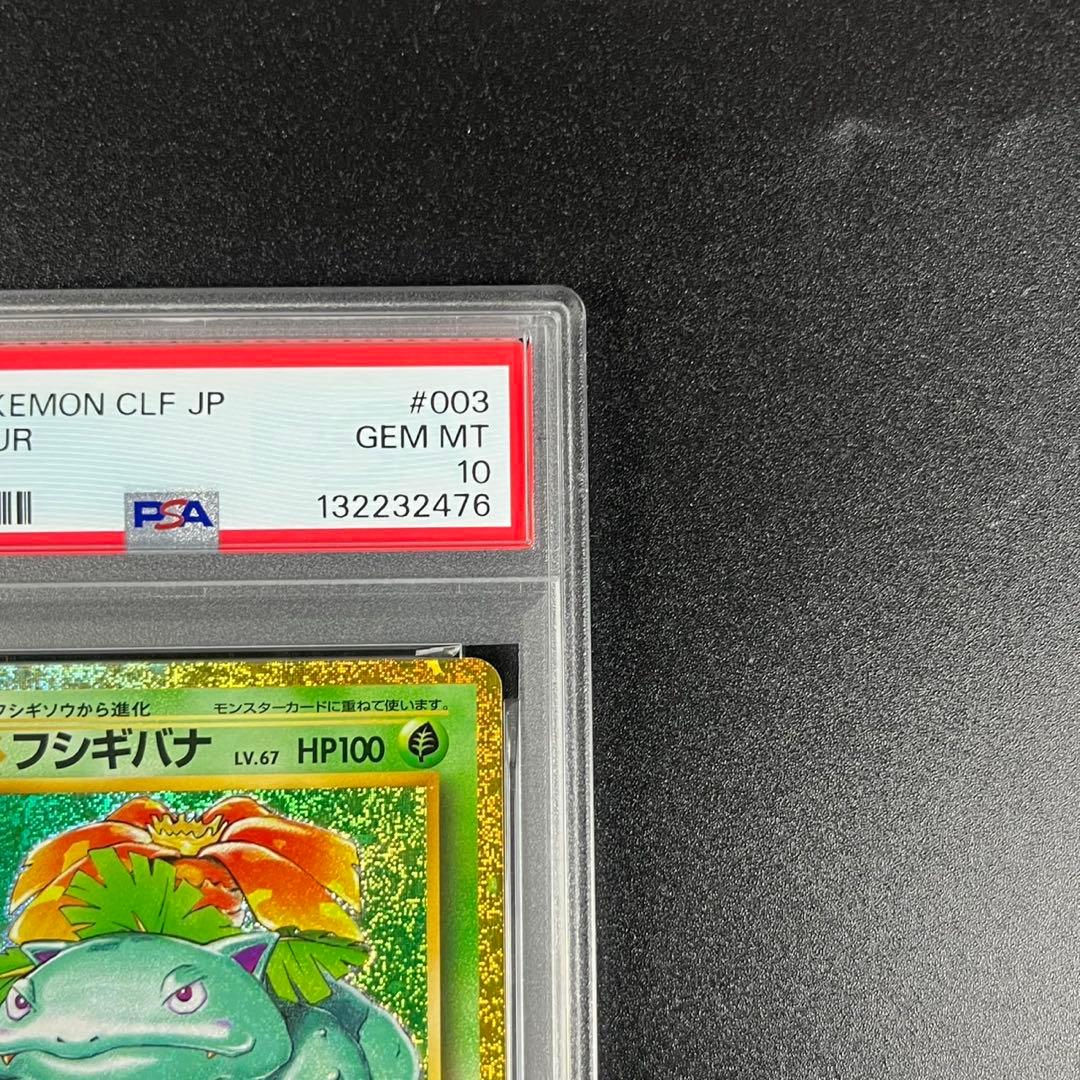 KEMON CLF JP #003
UR GEM MT
10
PSA 132232476
フシギソウから進化 モンスターカードに重ねて使います。
フシギバナ LV.67 HP100